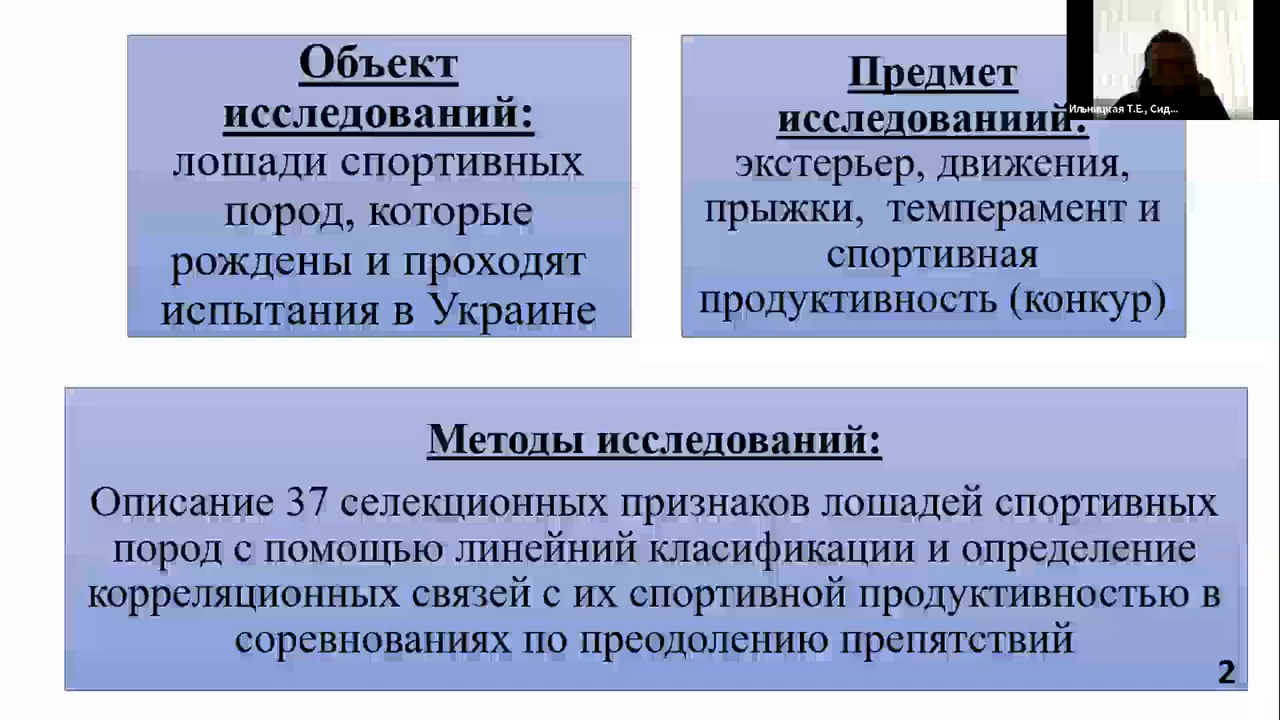 Объект
исследований:
лошади спортивных
пород, которые
рождены и проходят
испытания в Украине
Предмет
исследованиий:
экстерьер, движения,
прыжки, темперамент и
спортивная
продуктивность (конкур)
Ильницкая Т.Е., Сид...
Методы исследований:
Описание 37 селекционных признаков лошадей спортивных
пород с помощью линейний класификации и определение
корреляционных связей с их спортивной продуктивностью в
соревнованиях по преодолению препятствий
2